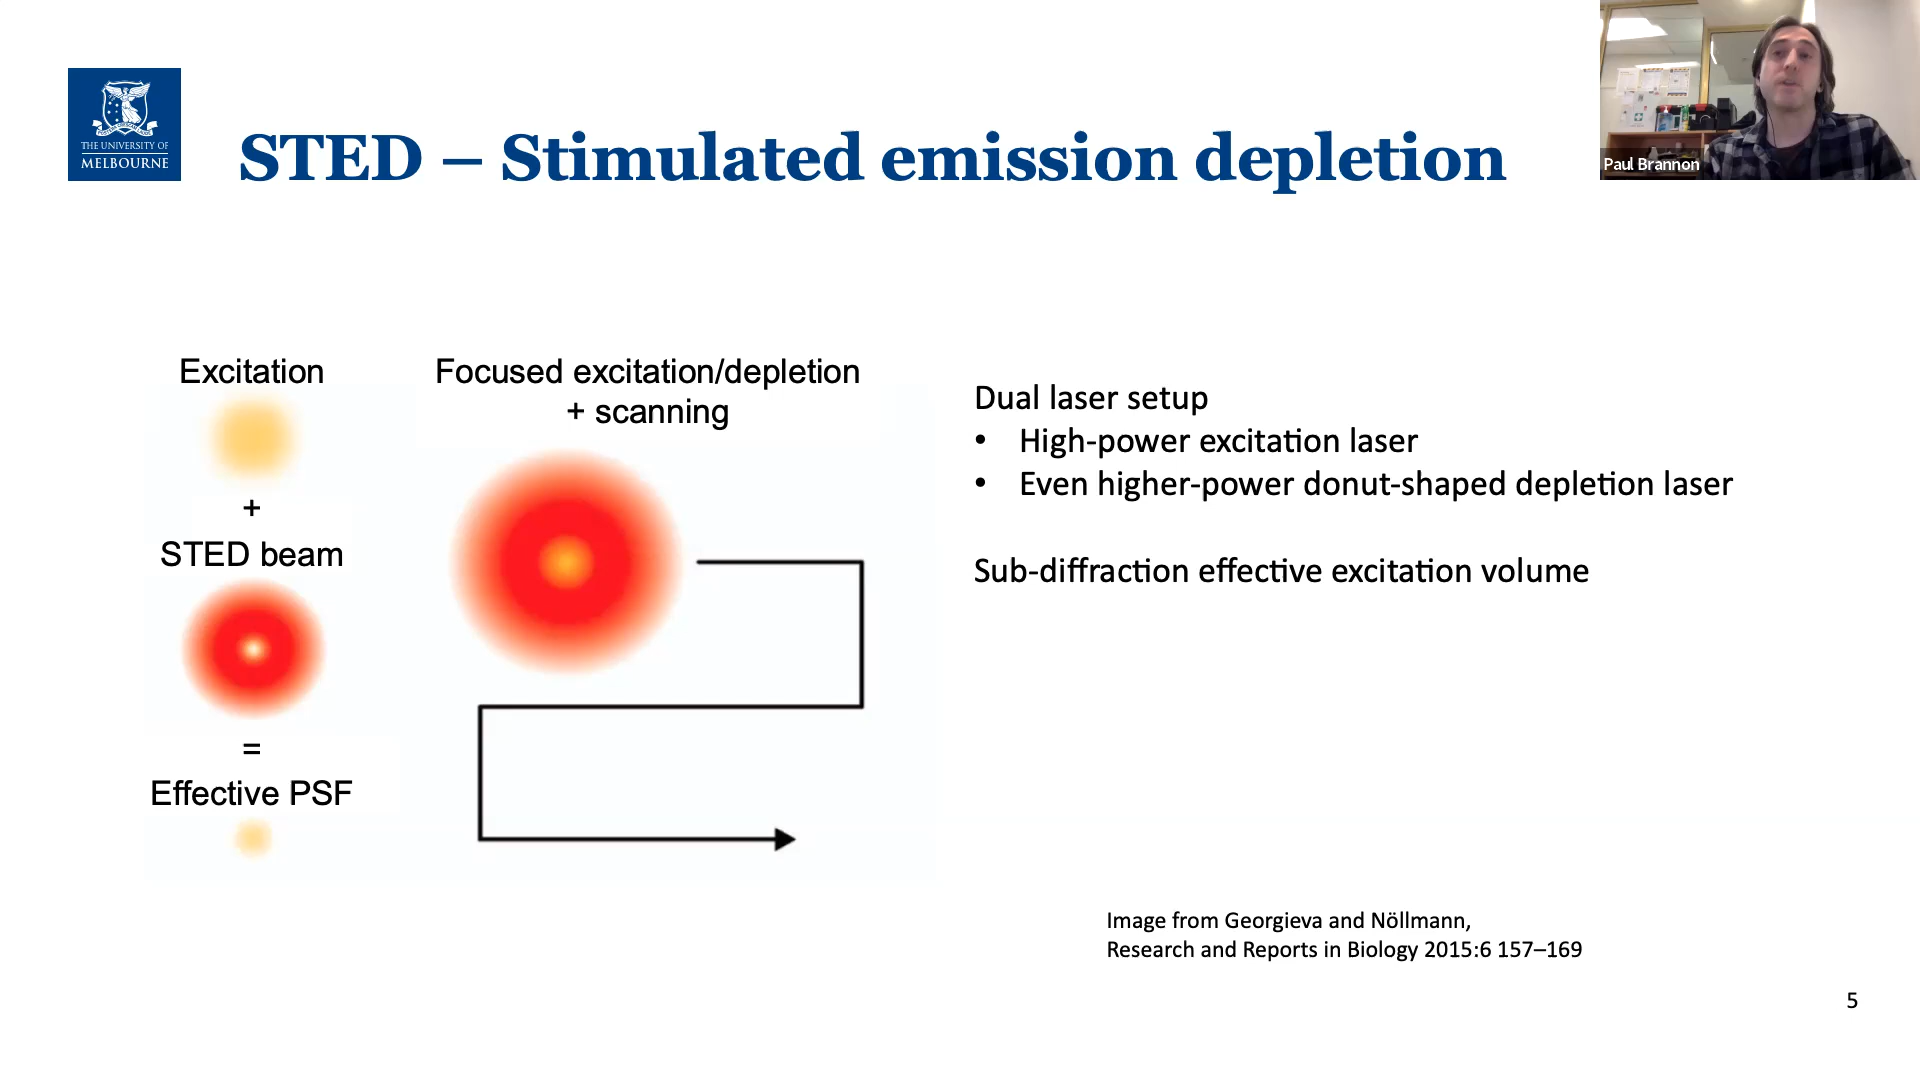 THE UNIVERSITY OF
MELBOURNE
STED – Stimulated emission depletion
Paul Brannon
Excitation
+
STED beam
=
Effective PSF
Focused excitation/depletion
+ scanning
Dual laser setup
• High-power excitation laser
• Even higher-power donut-shaped depletion laser
Sub-diffraction effective excitation volume
Image from Georgieva and Nöllmann,
Research and Reports in Biology 2015:6 157–169
5